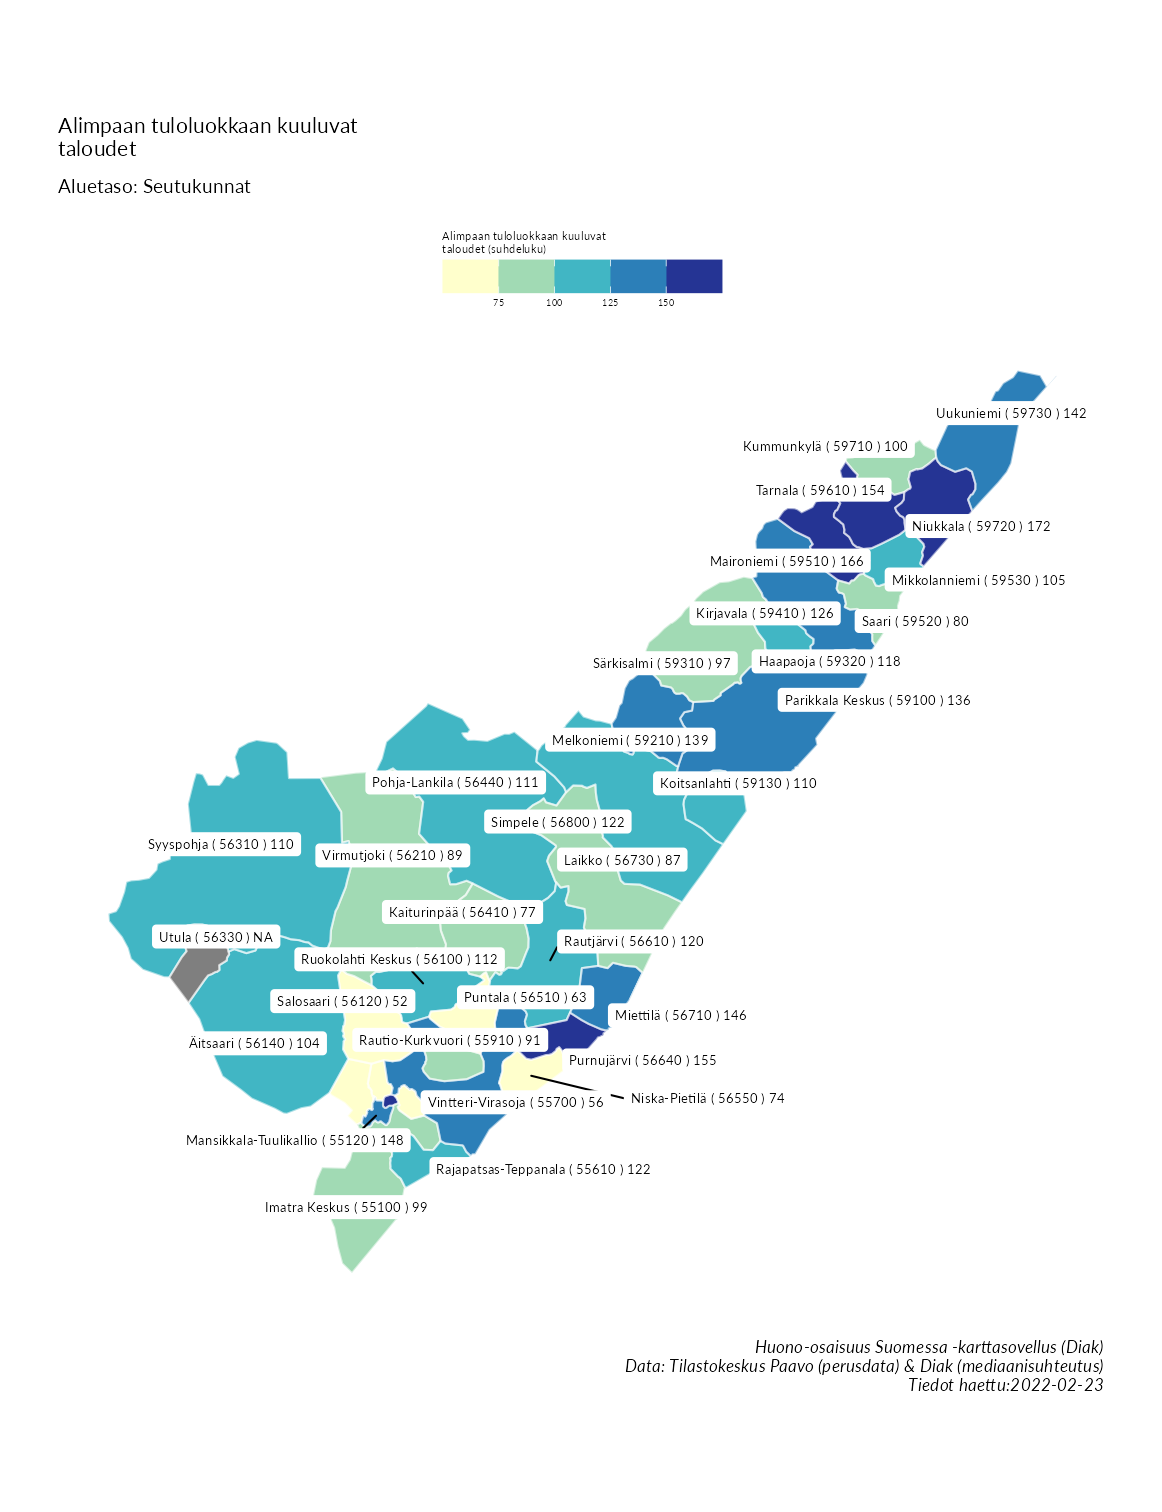 Alimpaan tuloluokkaan kuuluvat
taloudet
Aluetaso: Seutukunnat
Alimpaan tuloluokkaan kuuluvat
taloudet (suhdeluku)
75 100 125 150
Uukuniemi ( 59730 ) 142
Kummunkylä ( 59710 ) 100
Tarnala ( 59610 ) 154
Niukkala ( 59720 ) 172
Maironiemi ( 59510 ) 166
Mikkolanniemi ( 59530 ) 105
Kirjavala ( 59410 ) 126
Saari ( 59520 ) 80
Särkisalmi ( 59310 ) 97
Haapaoja ( 59320 ) 118
Parikkala Keskus ( 59100 ) 136
Melkoniemi ( 59210 ) 139
Pohja-Lankila ( 56440 ) 111
Koitsanlahti ( 59130 ) 110
Simpele ( 56800 ) 122
Syyspohja ( 56310 ) 110
Virmutjoki ( 56210 ) 89
Laikko ( 56730 ) 87
Kaiturinpää ( 56410 ) 77
Utula ( 56330 ) NA
Rautjärvi ( 56610 ) 120
Ruokolahti Keskus ( 56100 ) 112
Salosaari ( 56120 ) 52
Puntala ( 56510 ) 63
Miettilä ( 56710 ) 146
Äitsaari ( 56140 ) 104
Rautio-Kurkvuori ( 55910 ) 91
Purnujärvi ( 56640 ) 155
Niska-Pietilä ( 56550 ) 74
Vintteri-Virasoja ( 55700 ) 56
Mansikkala-Tuulikallio ( 55120 ) 148
Rajapatsas-Teppanala ( 55610 ) 122
Imatra Keskus ( 55100 ) 99
Huono-osaisuus Suomessa -karttasovellus (Diak)
Data: Tilastokeskus Paavo (perusdata) & Diak (mediaanisuhteutus)
Tiedot haettu:2022-02-23